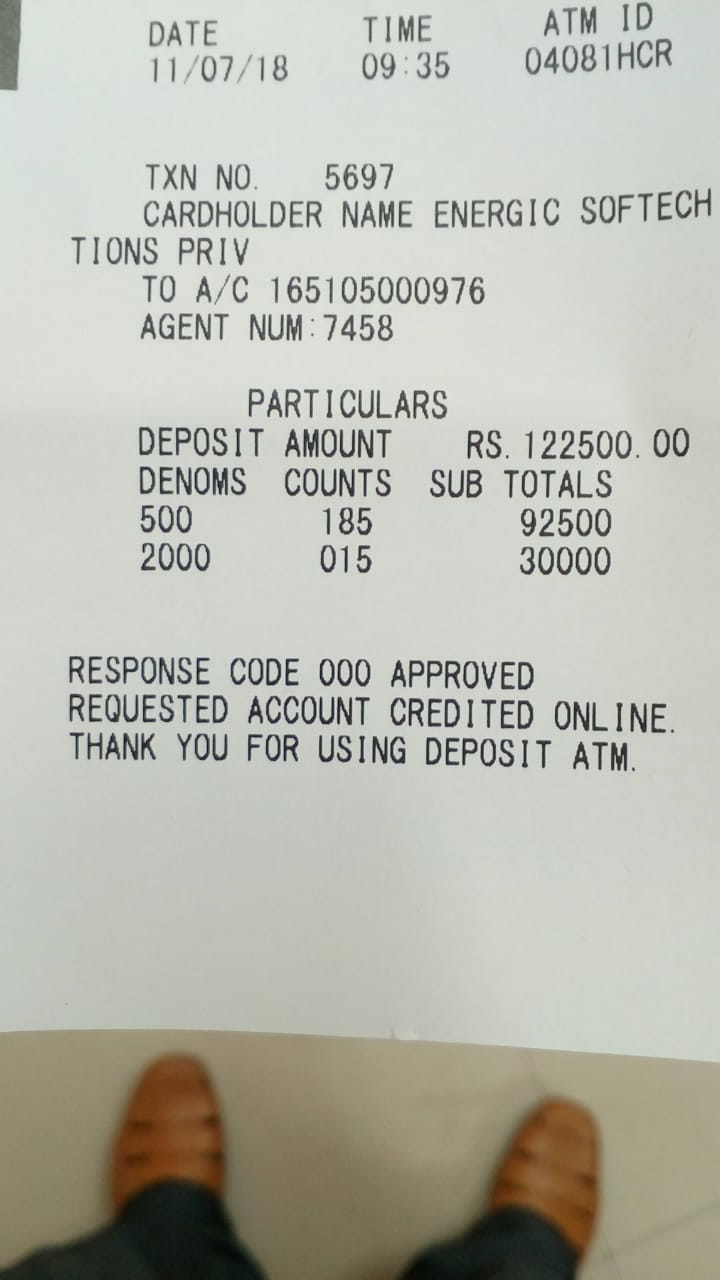 DATE TIME ATM ID
11/07/18 09:35 04081HCR
TXN NO. 5697
CARDHOLDER NAME ENERGIC SOFTECH
TIONS PRIV
TO A/C 165105000976
AGENT NUM:7458
PARTICULARS
DEPOSIT AMOUNT RS. 122500.00
DENOMS COUNTS SUB TOTALS
500 185 92500
2000 015 30000
RESPONSE CODE 000 APPROVED
REQUESTED ACCOUNT CREDITED ONLINE.
THANK YOU FOR USING DEPOSIT ATM.